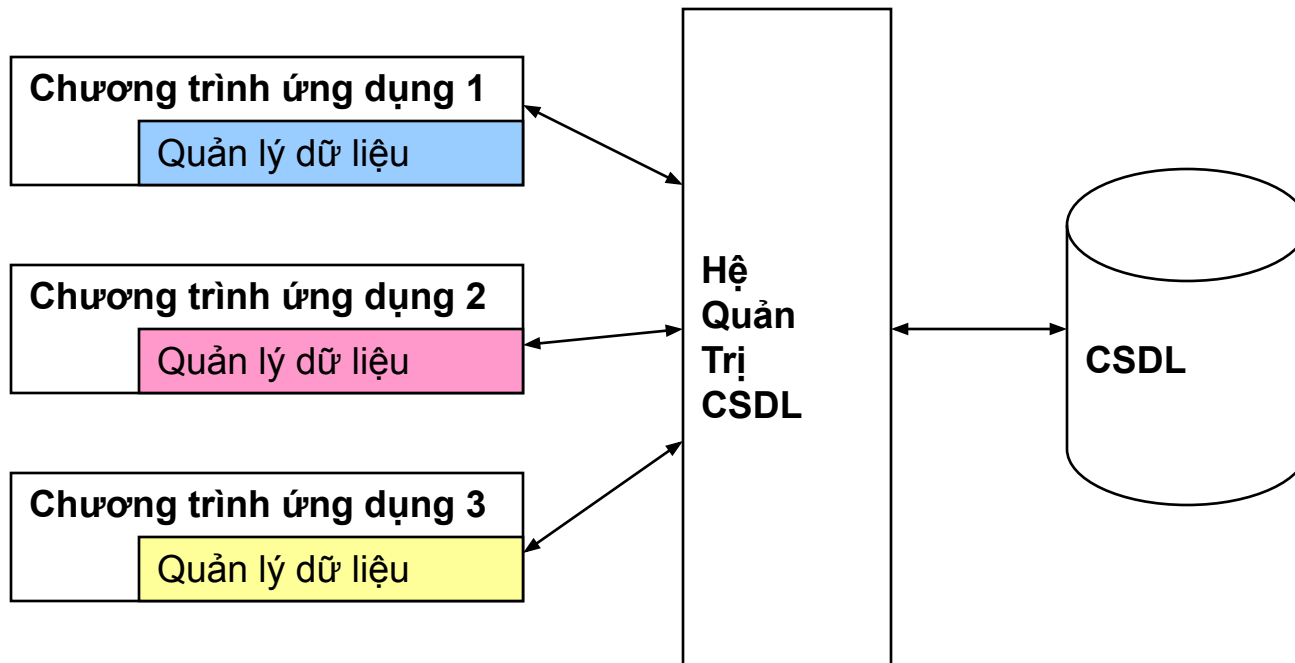 Chương trình ứng dụng 1
Quản lý dữ liệu
Chương trình ứng dụng 2
Quản lý dữ liệu
Chương trình ứng dụng 3
Quản lý dữ liệu
Hệ
Quản
Trị
CSDL
CSDL